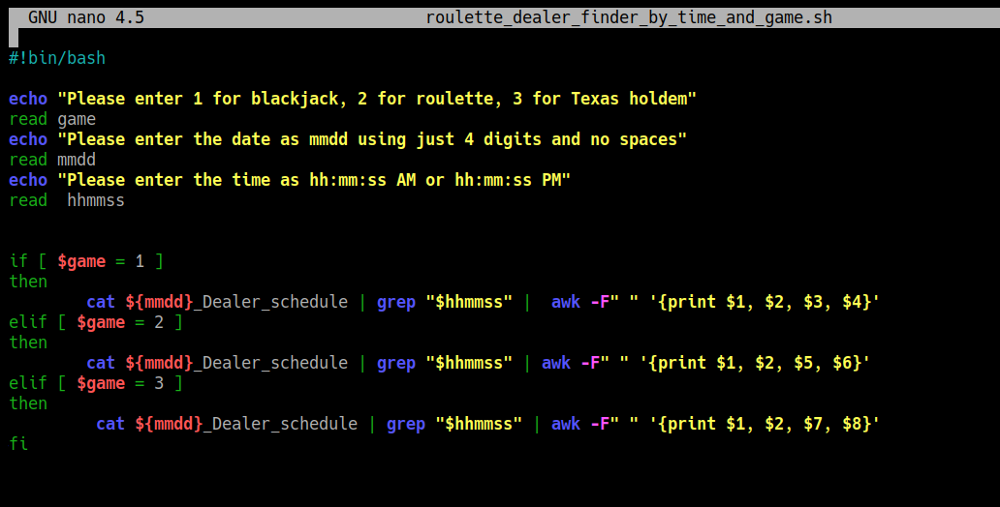 GNU nano 4.5 roulette_dealer_finder_by_time_and_game.sh
#!bin/bash
echo "Please enter 1 for blackjack, 2 for roulette, 3 for Texas holdem"
read game
echo "Please enter the date as mmdd using just 4 digits and no spaces"
read mmdd
echo "Please enter the time as hh:mm:ss AM or hh:mm:ss PM"
read  hhmmss
if [ $game = 1 ]
then
        cat ${mmdd}_Dealer_schedule | grep "$hhmmss" |  awk -F" " '{print $1, $2, $3, $4}'
elif [ $game = 2 ]
then
        cat ${mmdd}_Dealer_schedule | grep "$hhmmss" | awk -F" " '{print $1, $2, $5, $6}'
elif [ $game = 3 ]
then
         cat ${mmdd}_Dealer_schedule | grep "$hhmmss" | awk -F" " '{print $1, $2, $7, $8}'
fi